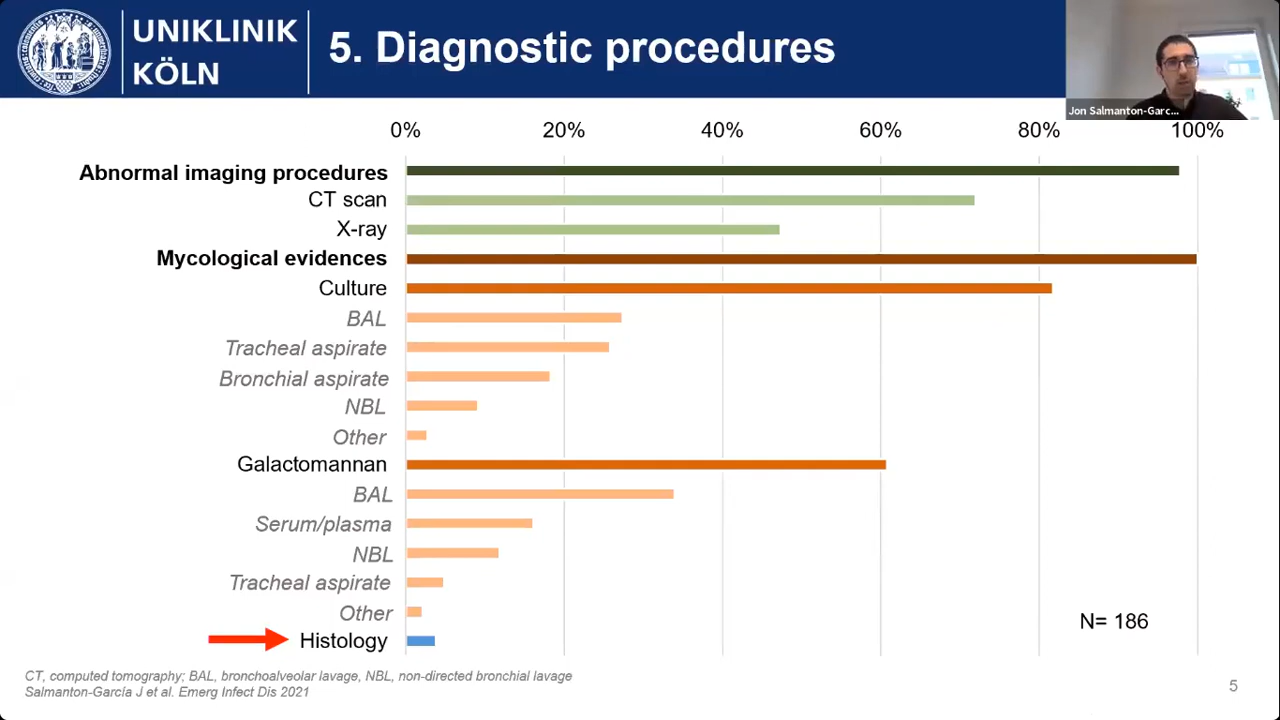 UNIKLINIK
KÖLN
5. Diagnostic procedures
Jon Salmanton-Garc...
0% 20% 40% 60% 80% 100%
Abnormal imaging procedures
CT scan
X-ray
Mycological evidences
Culture
BAL
Tracheal aspirate
Bronchial aspirate
NBL
Other
Galactomannan
BAL
Serum/plasma
NBL
Tracheal aspirate
Other
Histology
N= 186
CT, computed tomography; BAL, bronchoalveolar lavage, NBL, non-directed bronchial lavage
Salmanton-García J et al. Emerg Infect Dis 2021
5